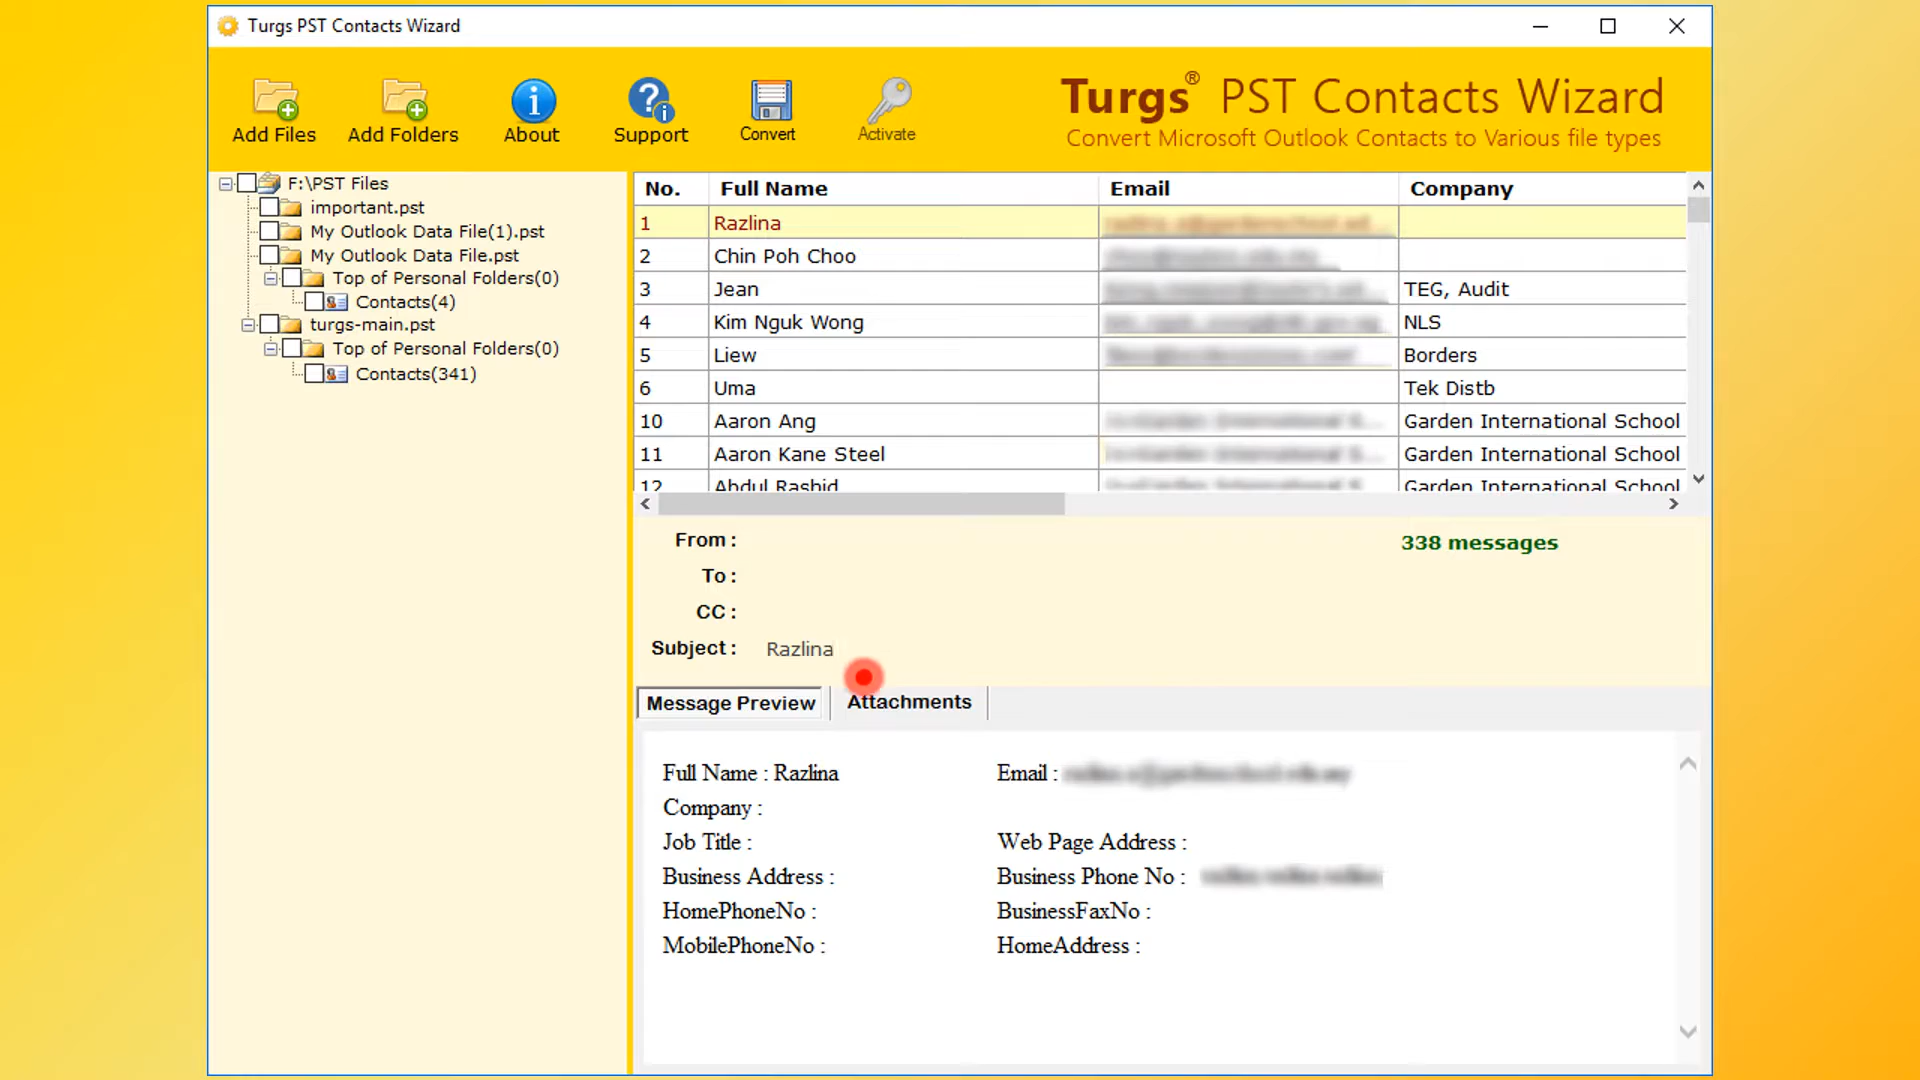 Turgs PST Contacts Wizard
Add Files
Add Folders
About
Support
Convert
Activate
Turgs® PST Contacts Wizard
Convert Microsoft Outlook Contacts to Various file types
F:\PST Files
important.pst
My Outlook Data File(1).pst
My Outlook Data File.pst
Top of Personal Folders(0)
Contacts(4)
turgs-main.pst
Top of Personal Folders(0)
Contacts(341)
No. Full Name Email Company
1 Razlina
2 Chin Poh Choo
3 Jean TEG, Audit
4 Kim Nguk Wong NLS
5 Liew Borders
6 Uma Tek Distb
10 Aaron Ang Garden International School
11 Aaron Kane Steel Garden International School
12 Abdul Rashid Garden International School
From :
338 messages
To :
CC :
Subject : Razlina
Message Preview Attachments
Full Name : Razlina Email :
Company :
Job Title : Web Page Address :
Business Address : Business Phone No :
HomePhoneNo : BusinessFaxNo :
MobilePhoneNo : HomeAddress :